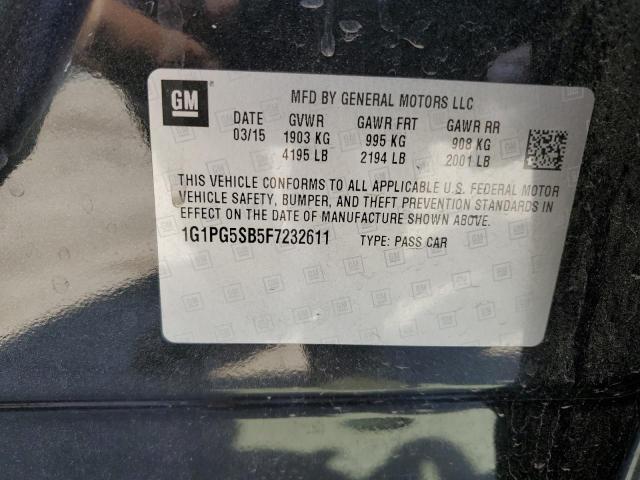 GM
MFD BY GENERAL MOTORS LLC
DATE GVWR GAWR FRT GAWR RR
03/15 1903 KG 995 KG 908 KG
4195 LB 2194 LB 2001 LB
THIS VEHICLE CONFORMS TO ALL APPLICABLE U.S. FEDERAL MOTOR
VEHICLE SAFETY, BUMPER, AND THEFT PREVENTION STANDARDS IN
EFFECT ON THE DATE OF MANUFACTURE SHOWN ABOVE.
1G1PG5SB5F7232611 TYPE: PASS CAR